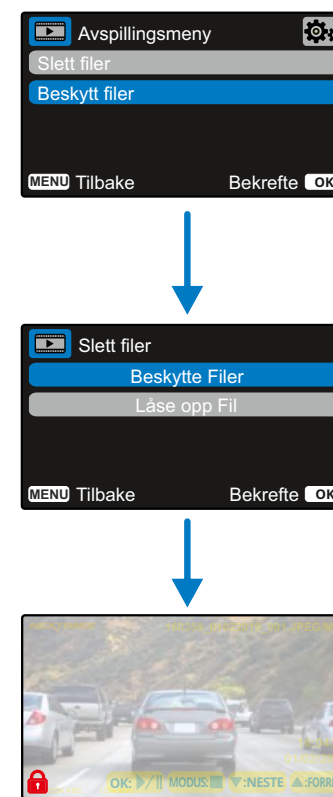 Avspillingsmeny
Slett filer
Beskytt filer
MENU Tilbake Bekrefte OK
Slett filer
Beskytte Filer
Låse opp Fil
MENU Tilbake Bekrefte OK
OK: ▶/|| MODUS:■ ▼:NESTE ▲:FORR